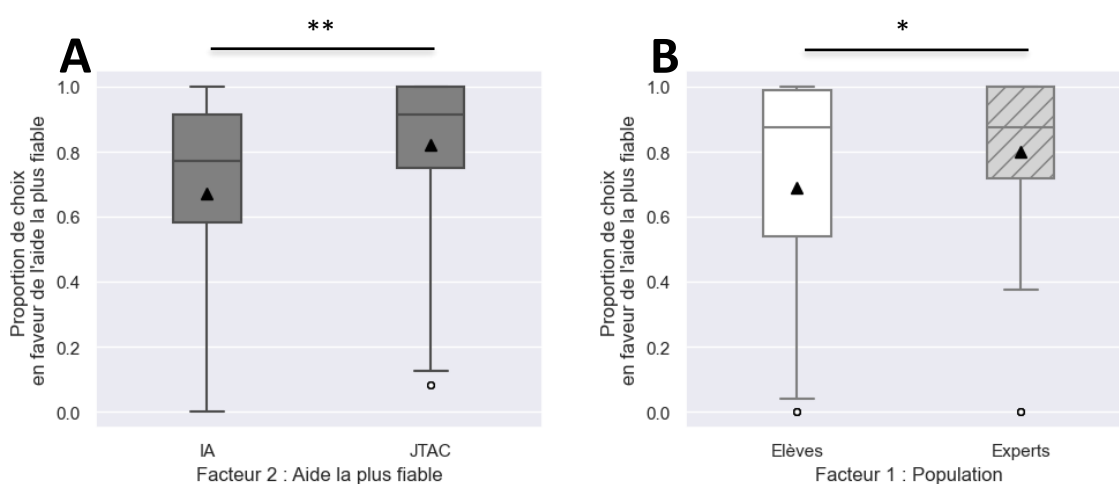 **
A
1.0
0.8
0.6
0.4
0.2
0.0
Proportion de choix
en faveur de l'aide la plus fiable
IA
JTAC
Facteur 2 : Aide la plus fiable
*
B
1.0
0.8
0.6
0.4
0.2
0.0
Proportion de choix
en faveur de l'aide la plus fiable
Elèves
Experts
Facteur 1 : Population